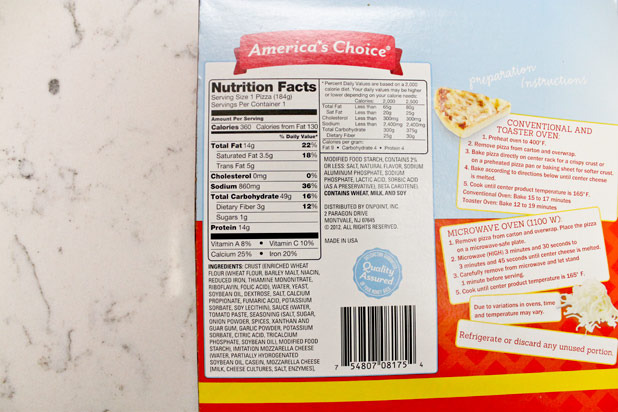 America's Choice®
Nutrition Facts
Serving Size 1 Pizza (184g)
Servings Per Container 1
Amount Per Serving
Calories 360 Calories from Fat 130
% Daily Value*
Total Fat 14g 22%
Saturated Fat 3.5g 18%
Trans Fat 5g
Cholesterol 0mg 0%
Sodium 860mg 36%
Total Carbohydrate 49g 16%
Dietary Fiber 3g 12%
Sugars 1g
Protein 14g
Vitamin A 8% • Vitamin C 10%
Calcium 25% • Iron 20%
* Percent Daily Values are based on a 2,000
calorie diet. Your daily values may be higher
or lower depending on your calorie needs:
Calories: 2,000 2,500
Total Fat Less than 65g 80g
Sat Fat Less than 20g 25g
Cholesterol Less than 300mg 300mg
Sodium Less than 2,400mg 2,400mg
Total Carbohydrate 300g 375g
Dietary Fiber 25g 30g
Calories per gram:
Fat 9 • Carbohydrate 4 • Protein 4
INGREDIENTS: CRUST (ENRICHED WHEAT
FLOUR (WHEAT FLOUR, BARLEY MALT, NIACIN,
REDUCED IRON, THIAMINE MONONITRATE,
RIBOFLAVIN, FOLIC ACID), WATER, YEAST,
SOYBEAN OIL, DEXTROSE, SALT, CALCIUM
PROPIONATE, FUMARIC ACID, POTASSIUM
SORBATE, SOY LECITHIN), SAUCE (WATER,
TOMATO PASTE, SEASONING (SALT, SUGAR,
ONION POWDER, SPICES, XANTHAN AND
GUAR GUM, GARLIC POWDER, POTASSIUM
SORBATE, CITRIC ACID, TRICALCIUM
PHOSPHATE, SOYBEAN OIL), MODIFIED FOOD
STARCH), IMITATION MOZZARELLA CHEESE
(WATER, PARTIALLY HYDROGENATED
SOYBEAN OIL, CASEIN, MOZZARELLA CHEESE
(MILK, CHEESE CULTURES, SALT, ENZYMES),
MODIFIED FOOD STARCH, CONTAINS 2%
OR LESS: SALT, NATURAL FLAVOR, SODIUM
ALUMINUM PHOSPHATE, SODIUM
PHOSPHATE, LACTIC ACID, SORBIC ACID
(AS A PRESERVATIVE), BETA CAROTENE).
CONTAINS WHEAT, MILK, AND SOY
DISTRIBUTED BY ONPOINT, INC.
2 PARAGON DRIVE
MONTVALE, NJ 07645
© 2012. ALL RIGHTS RESERVED.
MADE IN USA
Quality
Assured
7 54807 08175 4
preparation
Instructions
CONVENTIONAL AND
TOASTER OVEN:
1. Preheat oven to 400°F.
2. Remove pizza from carton and overwrap.
3. Bake pizza directly on center rack for a crispy crust or
on a preheated pizza pan or baking sheet for softer crust.
4. Bake according to directions below until center cheese
is melted.
5. Cook until center product temperature is 165°F.
Conventional Oven: Bake 15 to 17 minutes
Toaster Oven: Bake 12 to 19 minutes
MICROWAVE OVEN (1100 W):
1. Remove pizza from carton and overwrap. Place the pizza
on a microwave-safe plate.
2. Microwave (HIGH) 3 minutes and 30 seconds to
3 minutes and 45 seconds until center cheese is melted.
3. Carefully remove from microwave and let stand
1 minute before serving.
5. Cook until center product temperature is 165° F.
Due to variations in ovens, time
and temperature may vary.
Refrigerate or discard any unused portion.